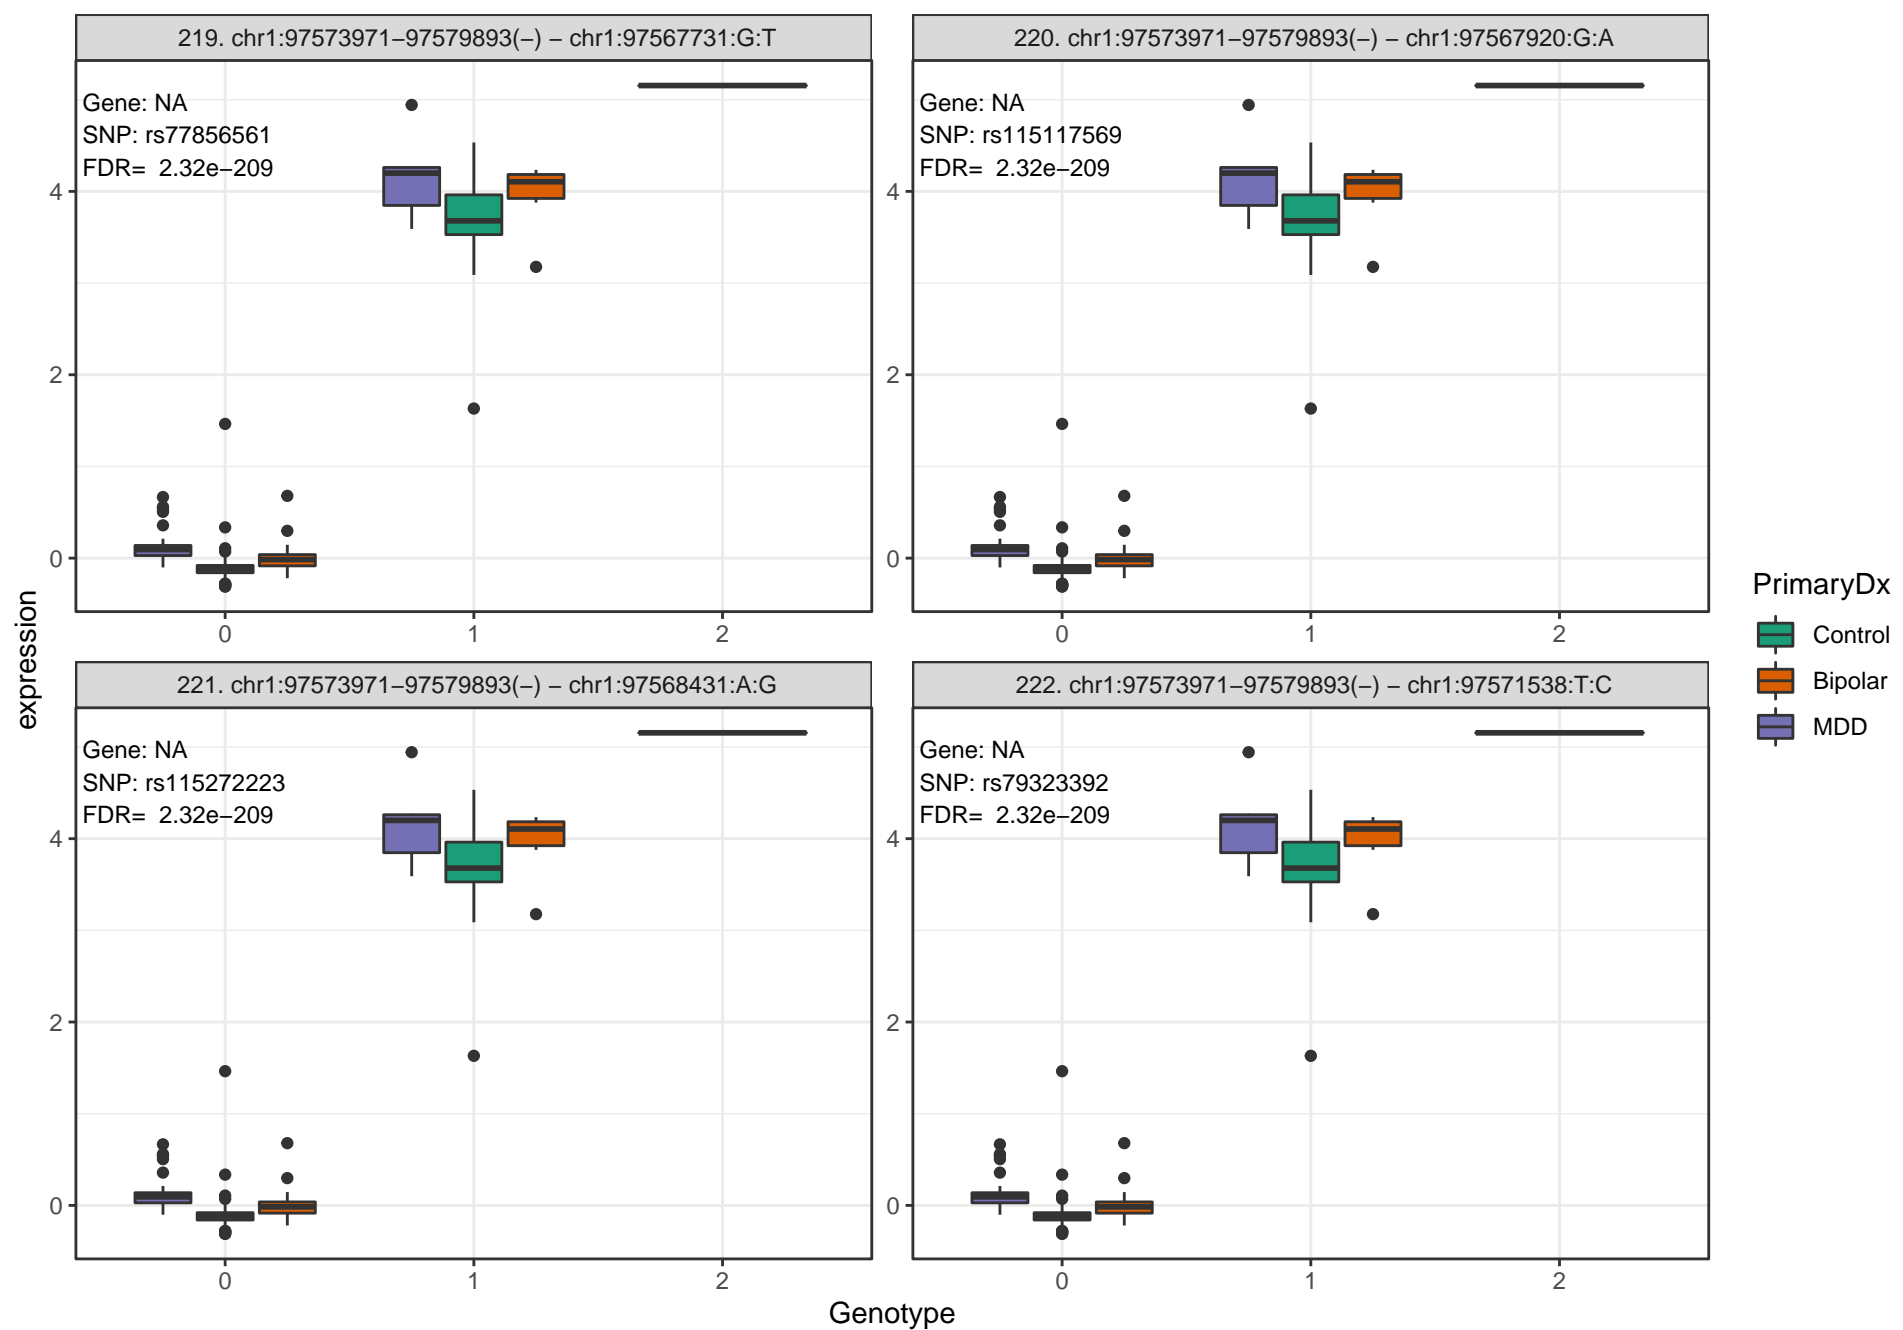 219. chr1:97573971−97579893(−) − chr1:97567731:G:T
Gene: NA
SNP: rs77856561
FDR= 2.32e−209
4
2
0
0 1 2
220. chr1:97573971−97579893(−) − chr1:97567920:G:A
Gene: NA
SNP: rs115117569
FDR= 2.32e−209
4
2
0
0 1 2
221. chr1:97573971−97579893(−) − chr1:97568431:A:G
Gene: NA
SNP: rs115272223
FDR= 2.32e−209
4
2
0
0 1 2
222. chr1:97573971−97579893(−) − chr1:97571538:T:C
Gene: NA
SNP: rs79323392
FDR= 2.32e−209
4
2
0
0 1 2
expression
Genotype
PrimaryDx
Control
Bipolar
MDD